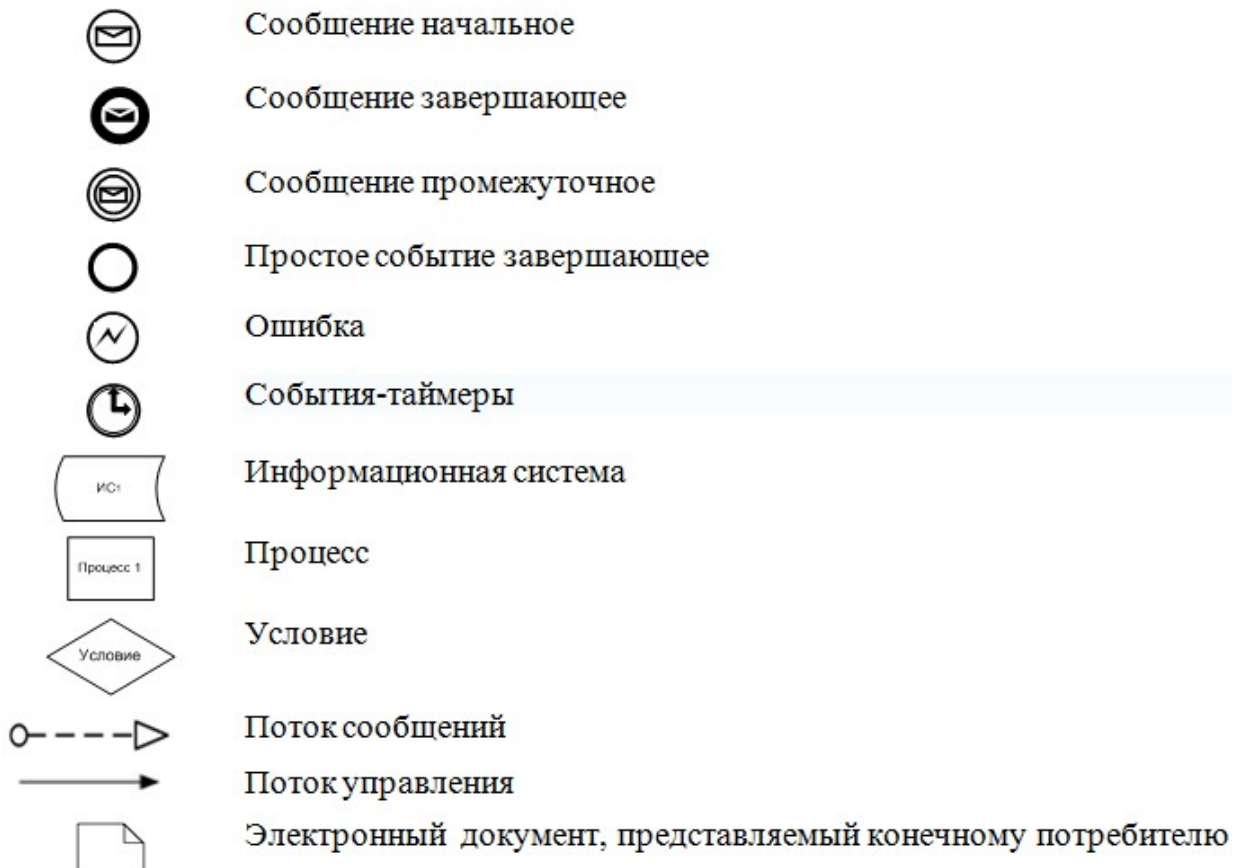 Сообщение начальное
Сообщение завершающее
Сообщение промежуточное
Простое событие завершающее
Ошибка
События-таймеры
ИС1
Информационная система
Процесс 1
Процесс
Условие
Условие
Поток сообщений
Поток управления
Электронный документ, представляемый конечному потребителю